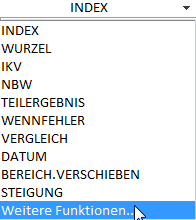 INDEX
INDEX
WURZEL
IKV
NBW
TEILERGEBNIS
WENNFEHLER
VERGLEICH
DATUM
BEREICH.VERSCHIEBEN
STEIGUNG
Weitere Funktionen...